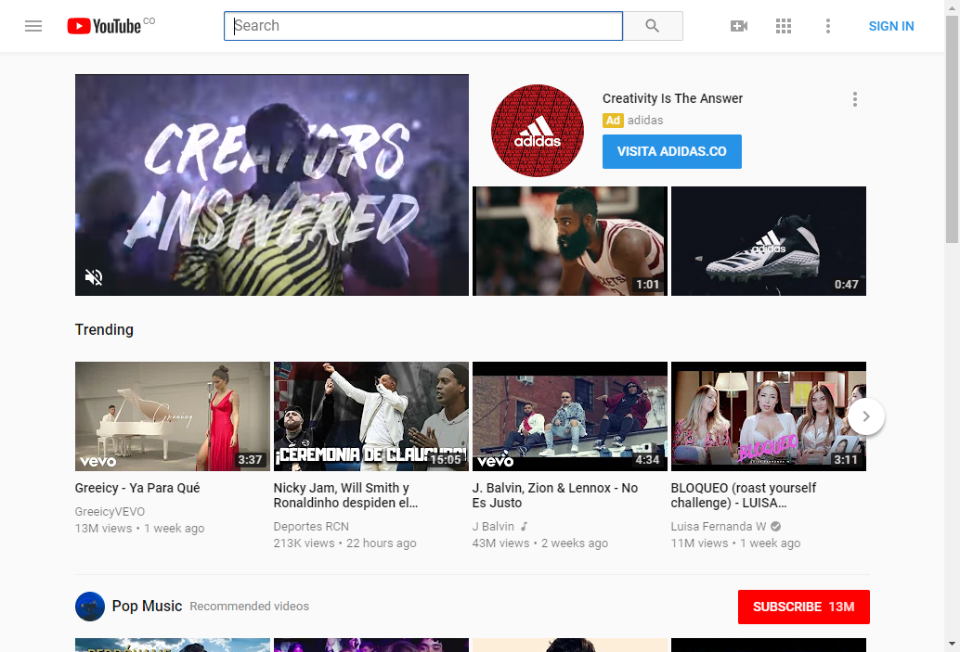 YouTube CO
Search
SIGN IN
CREATORS
ANSWERED
adidas
Creativity Is The Answer
Ad adidas
VISITA ADIDAS.CO
1:01
adidas
0:47
Trending
Greeicy
vevo
3:37
¡CEREMONIA DE CLAUSURA!
15:05
vevo
4:34
BLOQUEO
3:11
Greeicy - Ya Para Qué
GreeicyVEVO
13M views • 1 week ago
Nicky Jam, Will Smith y
Ronaldinho despiden el...
Deportes RCN
213K views • 22 hours ago
J. Balvin, Zion & Lennox - No
Es Justo
J Balvin
43M views • 2 weeks ago
BLOQUEO (roast yourself
challenge) - LUISA...
Luisa Fernanda W
11M views • 1 week ago
Pop Music Recommended videos
SUBSCRIBE 13M